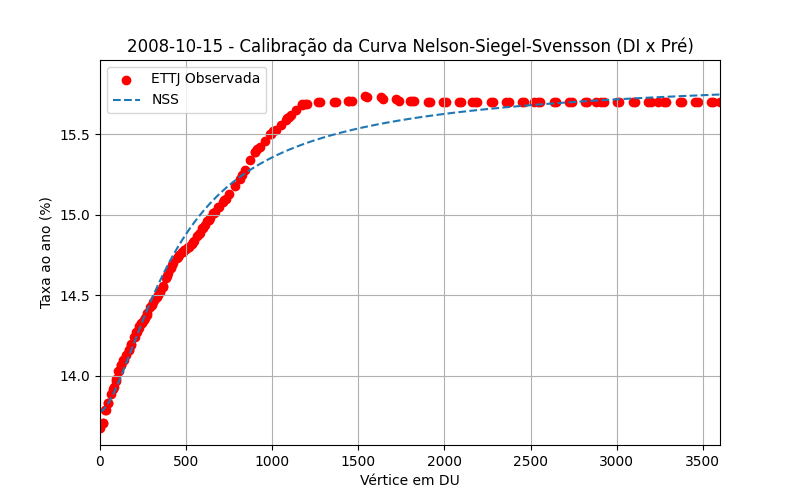 2008-10-15 - Calibração da Curva Nelson-Siegel-Svensson (DI x Pré)
ETTJ Observada
NSS
Taxa ao ano (%)
15.5
15.0
14.5
14.0
0 500 1000 1500 2000 2500 3000 3500
Vértice em DU